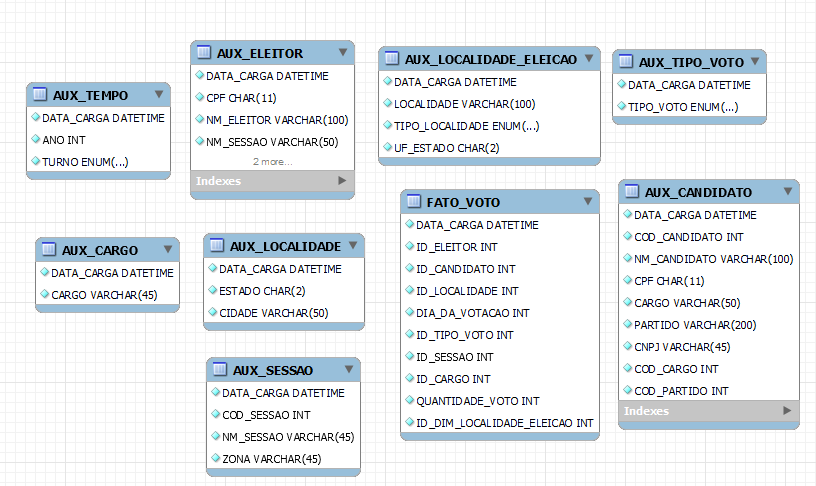 AUX_TEMPO
DATA_CARGA DATETIME
ANO INT
TURNO ENUM(...)
AUX_ELEITOR
DATA_CARGA DATETIME
CPF CHAR(11)
NM_ELEITOR VARCHAR(100)
NM_SESSAO VARCHAR(50)
2 more...
Indexes
AUX_LOCALIDADE_ELEICAO
DATA_CARGA DATETIME
LOCALIDADE VARCHAR(100)
TIPO_LOCALIDADE ENUM(...)
UF_ESTADO CHAR(2)
AUX_TIPO_VOTO
DATA_CARGA DATETIME
TIPO_VOTO ENUM(...)
AUX_CARGO
DATA_CARGA DATETIME
CARGO VARCHAR(45)
AUX_LOCALIDADE
DATA_CARGA DATETIME
ESTADO CHAR(2)
CIDADE VARCHAR(50)
FATO_VOTO
DATA_CARGA DATETIME
ID_ELEITOR INT
ID_CANDIDATO INT
ID_LOCALIDADE INT
DIA_DA_VOTACAO INT
ID_TIPO_VOTO INT
ID_SESSAO INT
ID_CARGO INT
QUANTIDADE_VOTO INT
ID_DIM_LOCALIDADE_ELEICAO INT
AUX_CANDIDATO
DATA_CARGA DATETIME
COD_CANDIDATO INT
NM_CANDIDATO VARCHAR(100)
CPF CHAR(11)
CARGO VARCHAR(50)
PARTIDO VARCHAR(200)
CNPJ VARCHAR(45)
COD_CARGO INT
COD_PARTIDO INT
Indexes
AUX_SESSAO
DATA_CARGA DATETIME
COD_SESSAO INT
NM_SESSAO VARCHAR(45)
ZONA VARCHAR(45)